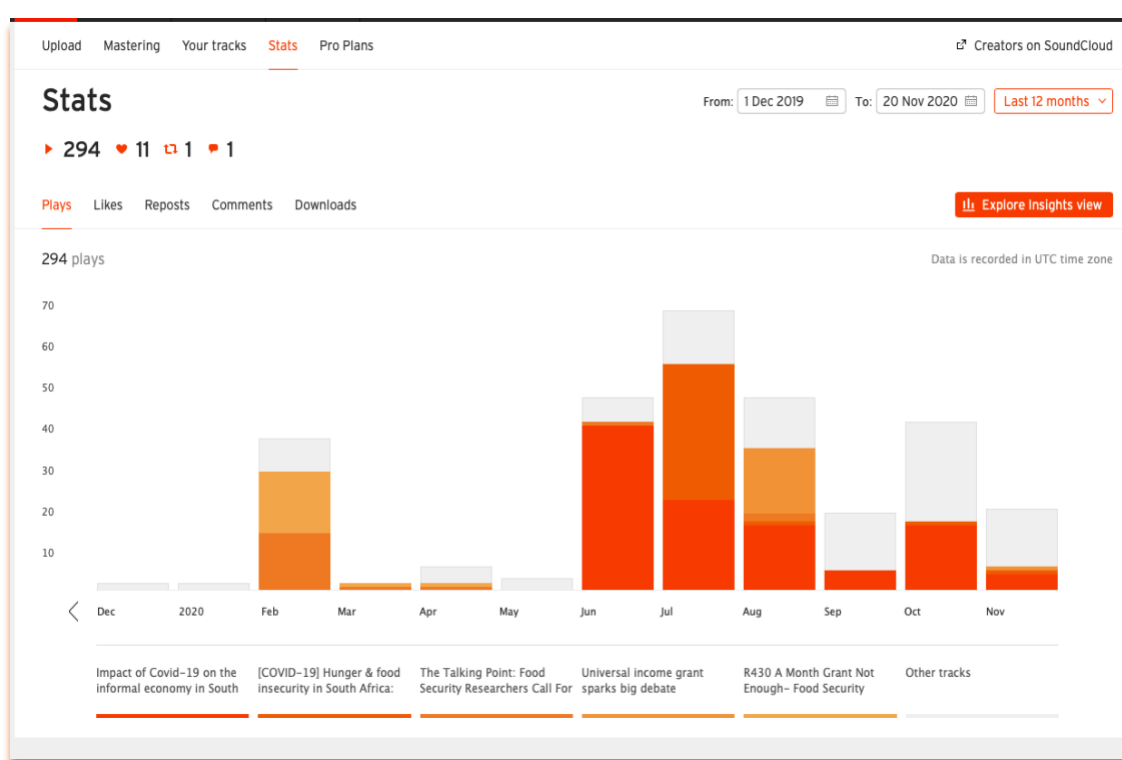 Upload Mastering Your tracks Stats Pro Plans Creators on SoundCloud
Stats
From: 1 Dec 2019 To: 20 Nov 2020 Last 12 months
294 11 1 1
Plays Likes Reposts Comments Downloads Explore Insights view
294 plays Data is recorded in UTC time zone
70
60
50
40
30
20
10
Dec 2020 Feb Mar Apr May Jun Jul Aug Sep Oct Nov
Impact of Covid-19 on the [COVID-19] Hunger & food The Talking Point: Food Universal income grant R430 A Month Grant Not Other tracks
informal economy in South insecurity in South Africa: Security Researchers Call For sparks big debate Enough- Food Security